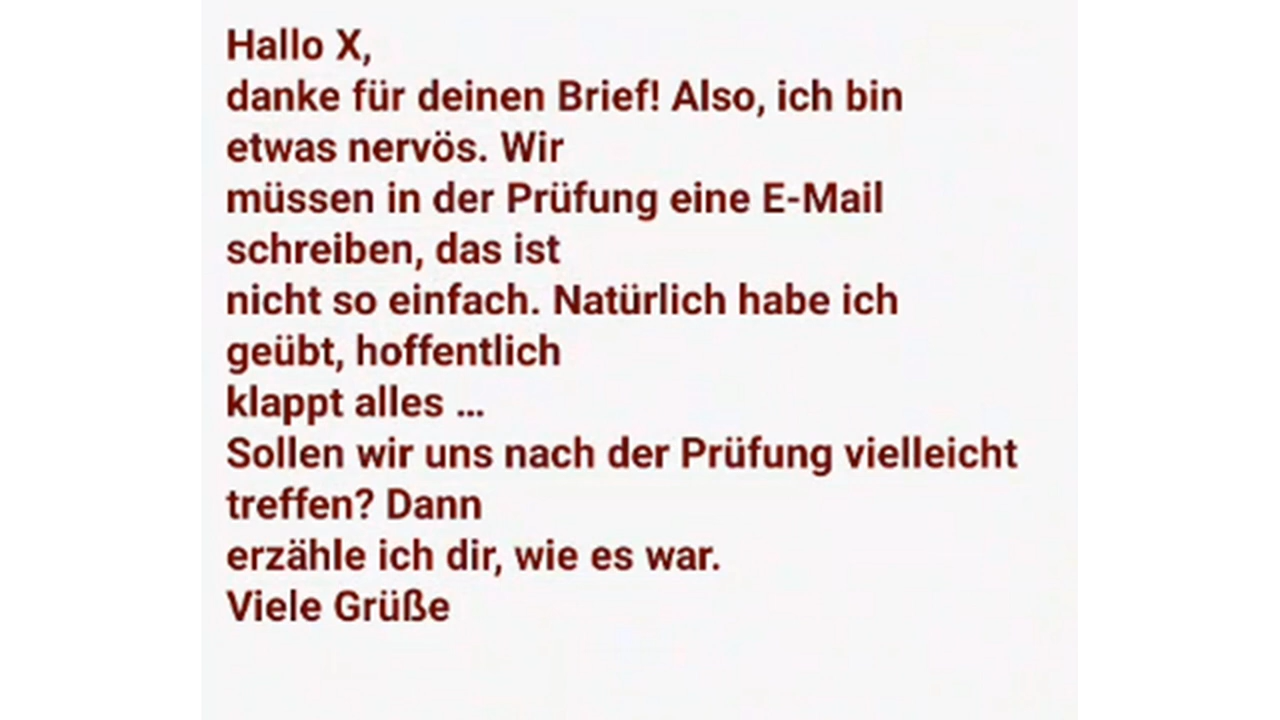 Hallo X,
danke für deinen Brief! Also, ich bin
etwas nervös. Wir
müssen in der Prüfung eine E-Mail
schreiben, das ist
nicht so einfach. Natürlich habe ich
geübt, hoffentlich
klappt alles ...
Sollen wir uns nach der Prüfung vielleicht
treffen? Dann
erzähle ich dir, wie es war.
Viele Grüße